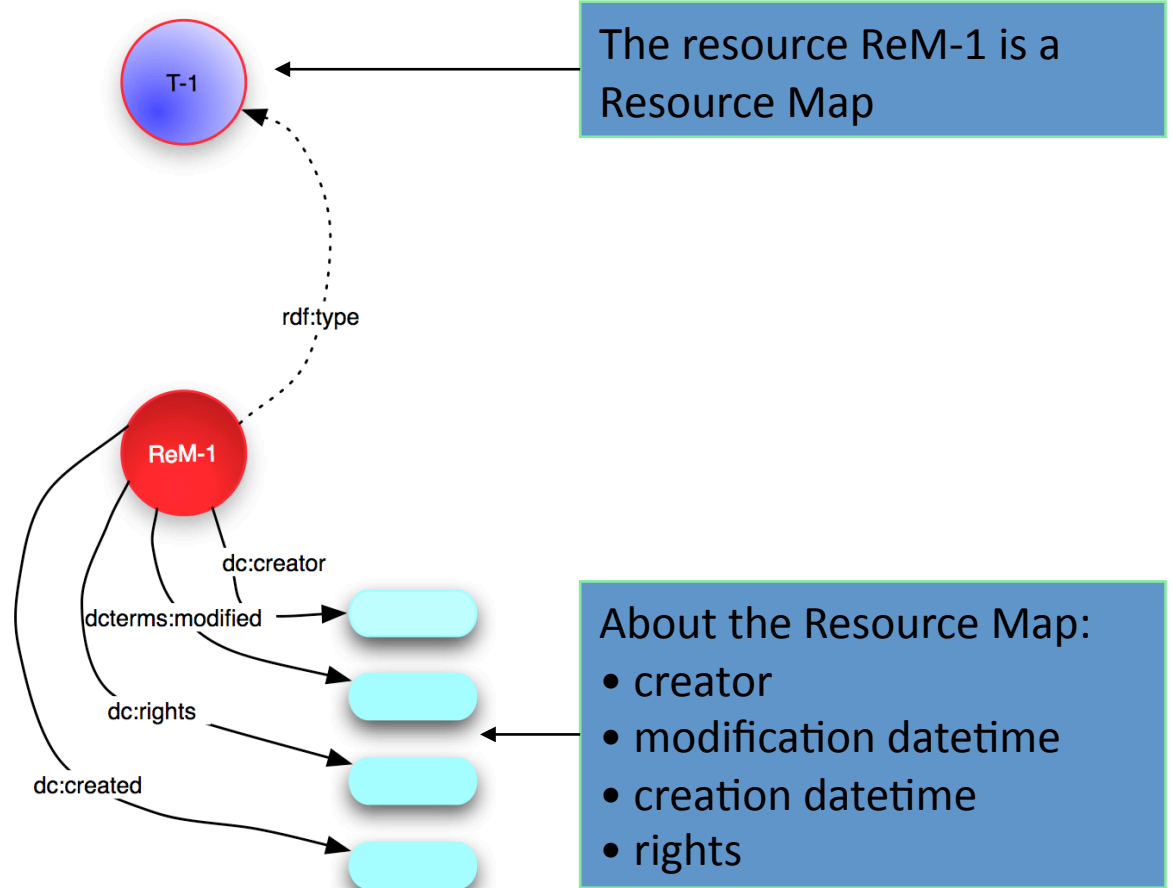 T-1
The resource ReM-1 is a
Resource Map
rdf:type
ReM-1
dc:creator
dcterms:modified
dc:rights
dc:created
About the Resource Map:
• creator
• modification datetime
• creation datetime
• rights